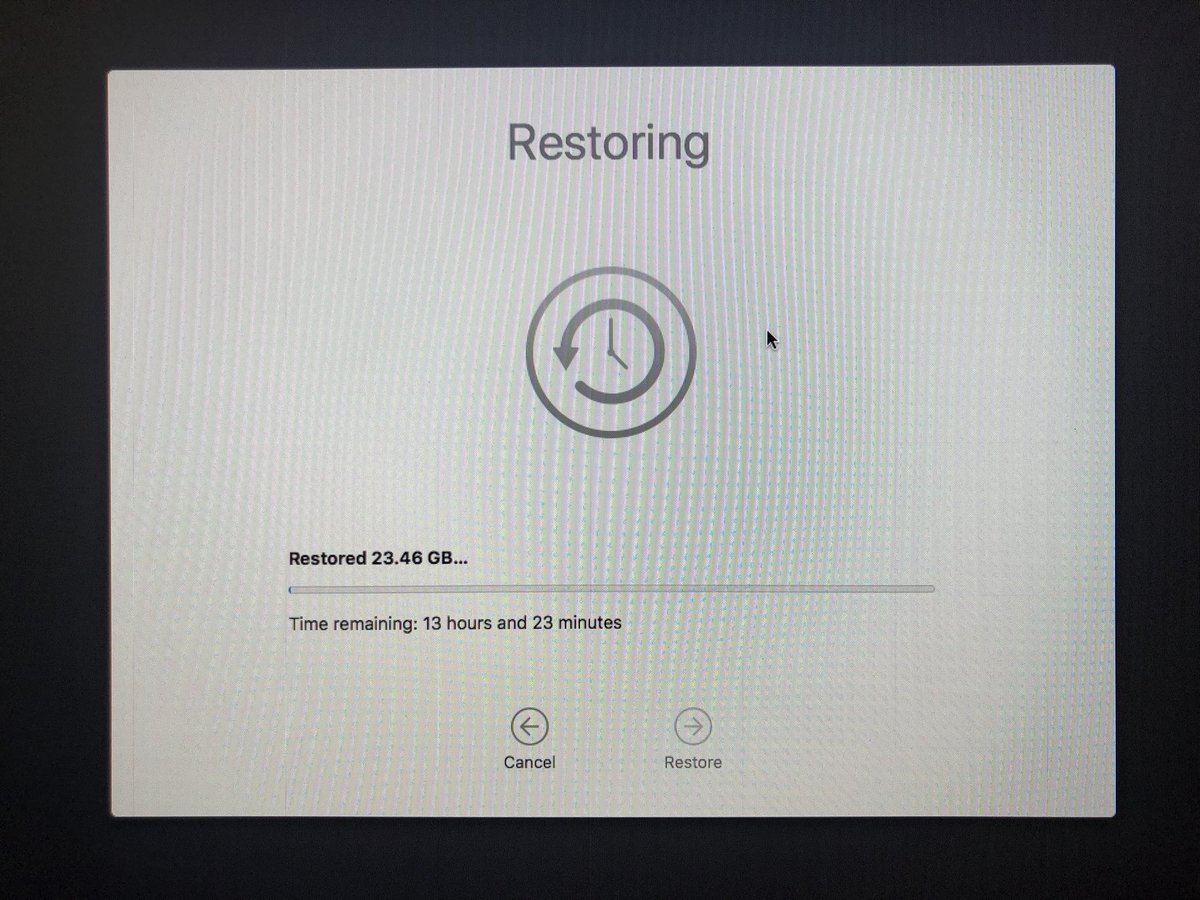 Restoring
Restored 23.46 GB...
Time remaining: 13 hours and 23 minutes
Cancel
Restore